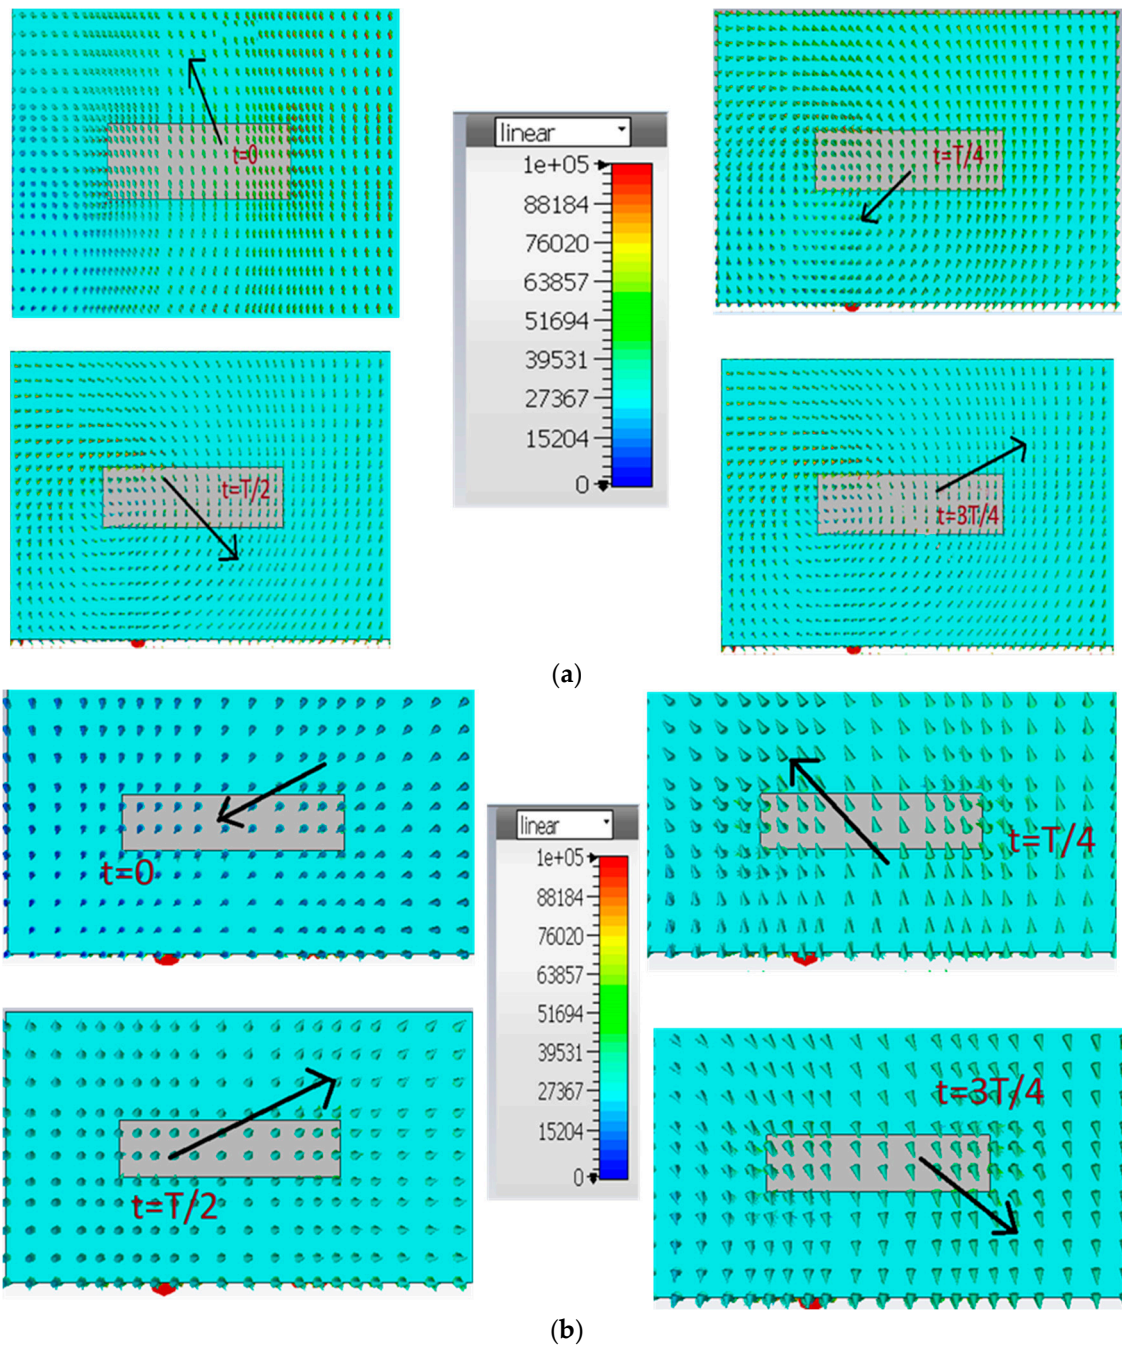 t=0
linear
1e+05
88184
76020
63857
51694
39531
27367
15204
0
t=T/4
t=T/2
t=3T/4
(a)
t=0
linear
1e+05
88184
76020
63857
51694
39531
27367
15204
0
t=T/4
t=T/2
t=3T/4
(b)